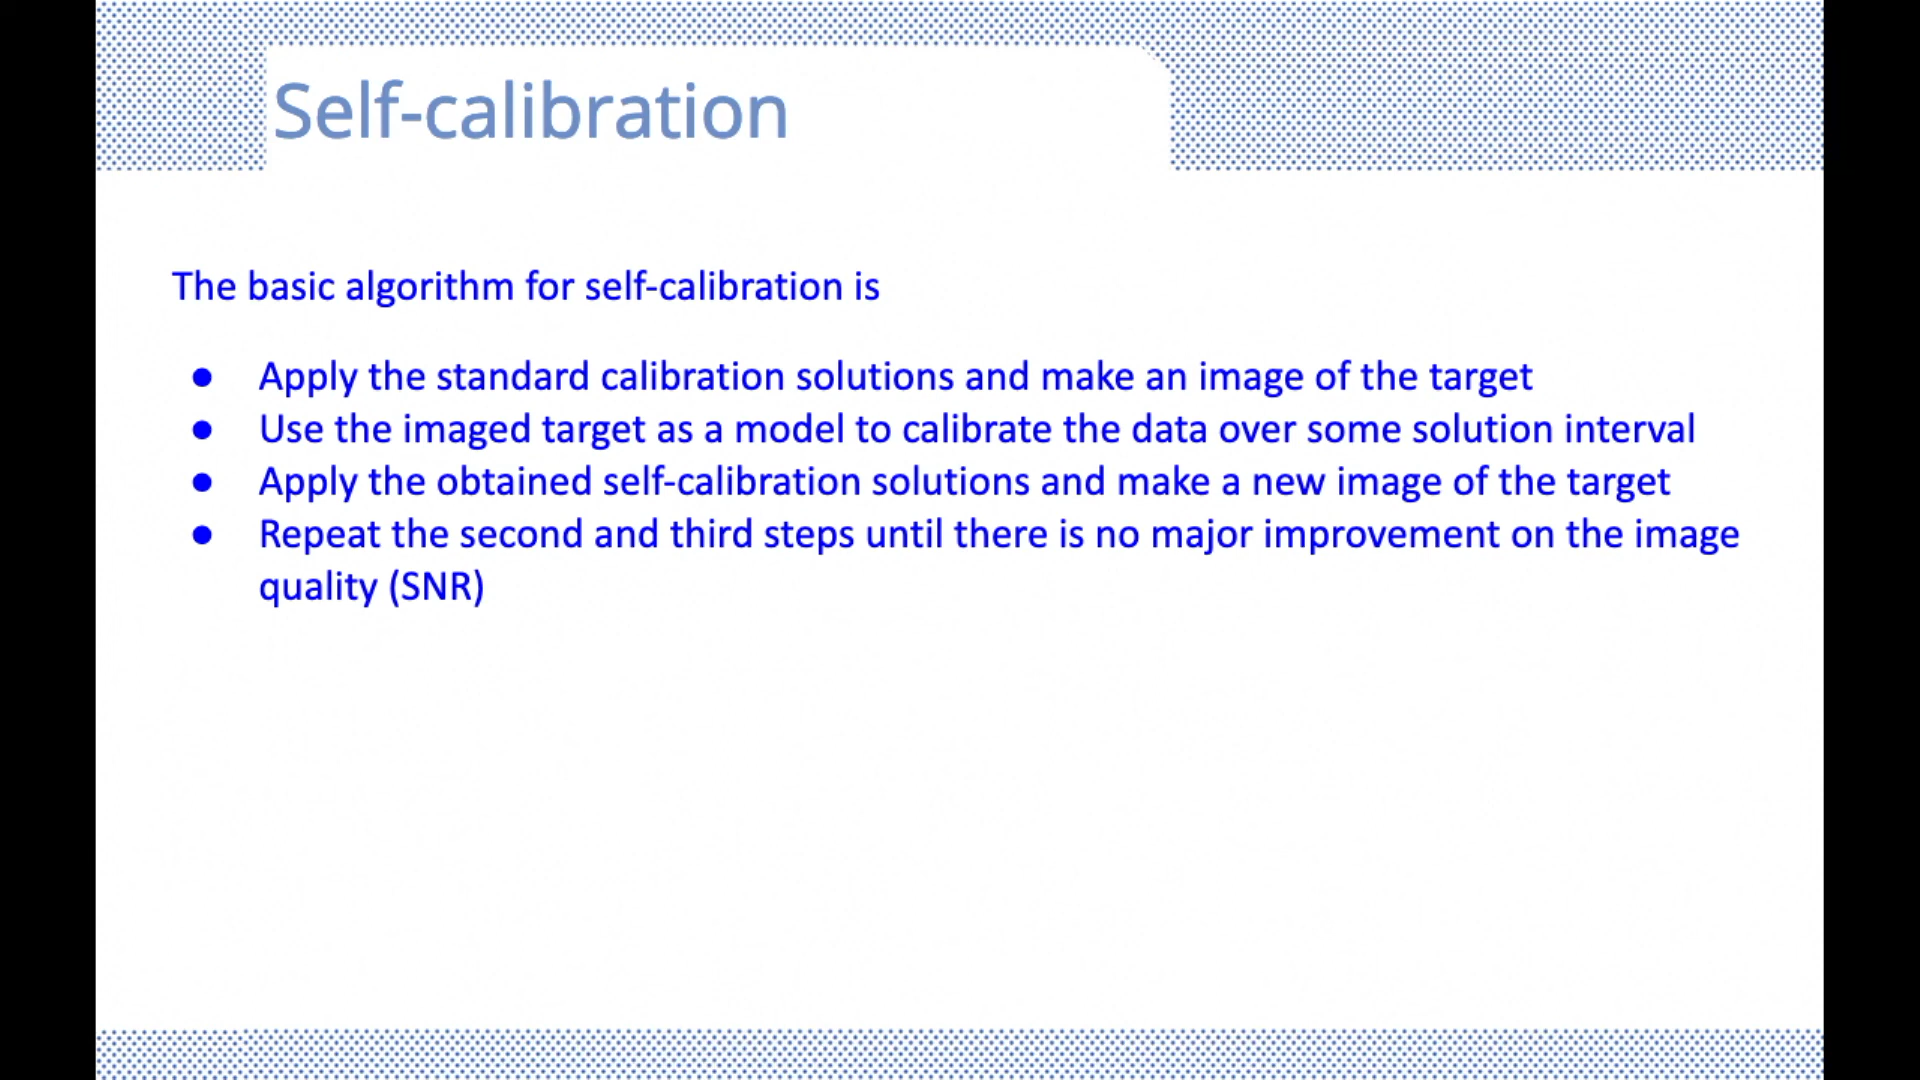 Self-calibration
The basic algorithm for self-calibration is
● Apply the standard calibration solutions and make an image of the target
● Use the imaged target as a model to calibrate the data over some solution interval
● Apply the obtained self-calibration solutions and make a new image of the target
● Repeat the second and third steps until there is no major improvement on the image
quality (SNR)